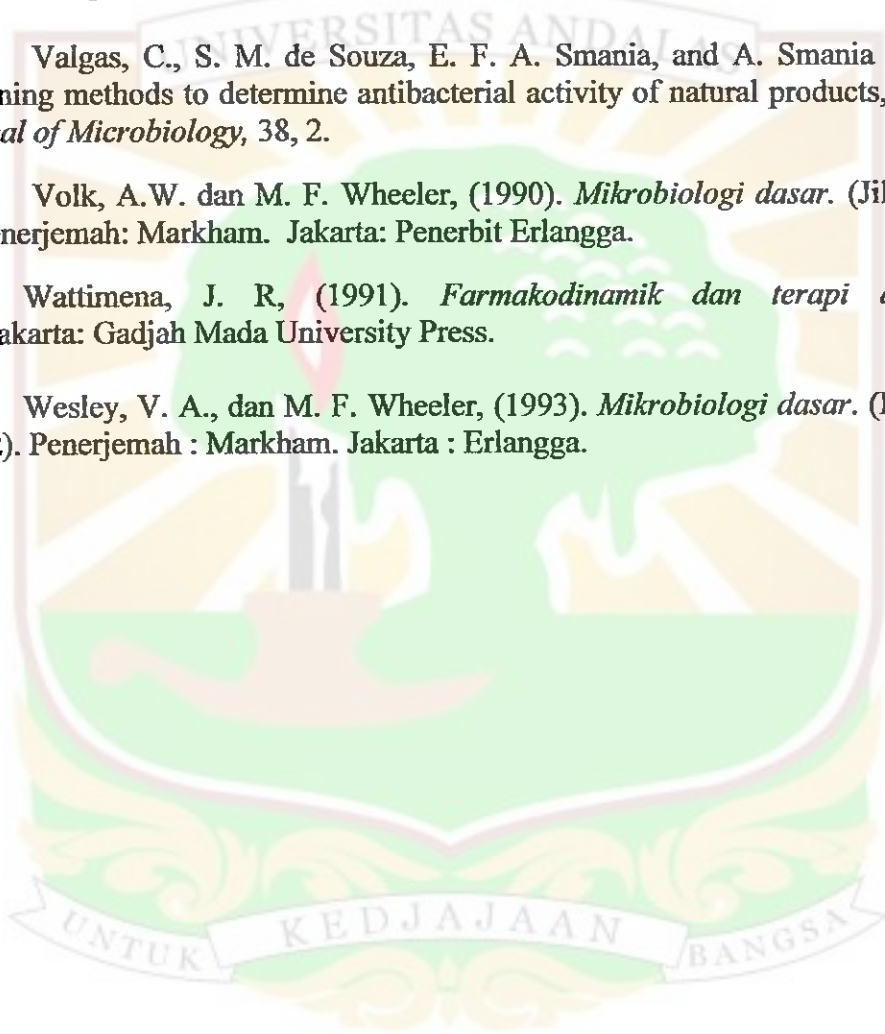 UNIVERSITAS ANDALAS
Valgas, C., S. M. de Souza, E. F. A. Smania, and A. Smania
ning methods to determine antibacterial activity of natural products,
al of Microbiology, 38, 2.
Volk, A.W. dan M. F. Wheeler, (1990). Mikrobiologi dasar. (Jil
nerjemah: Markham. Jakarta: Penerbit Erlangga.
Wattimena, J. R, (1991). Farmakodinamik dan terapi
akarta: Gadjah Mada University Press.
Wesley, V. A., dan M. F. Wheeler, (1993). Mikrobiologi dasar. (
). Penerjemah : Markham. Jakarta : Erlangga.
UNTUK KEDJAJAAN BANGSA